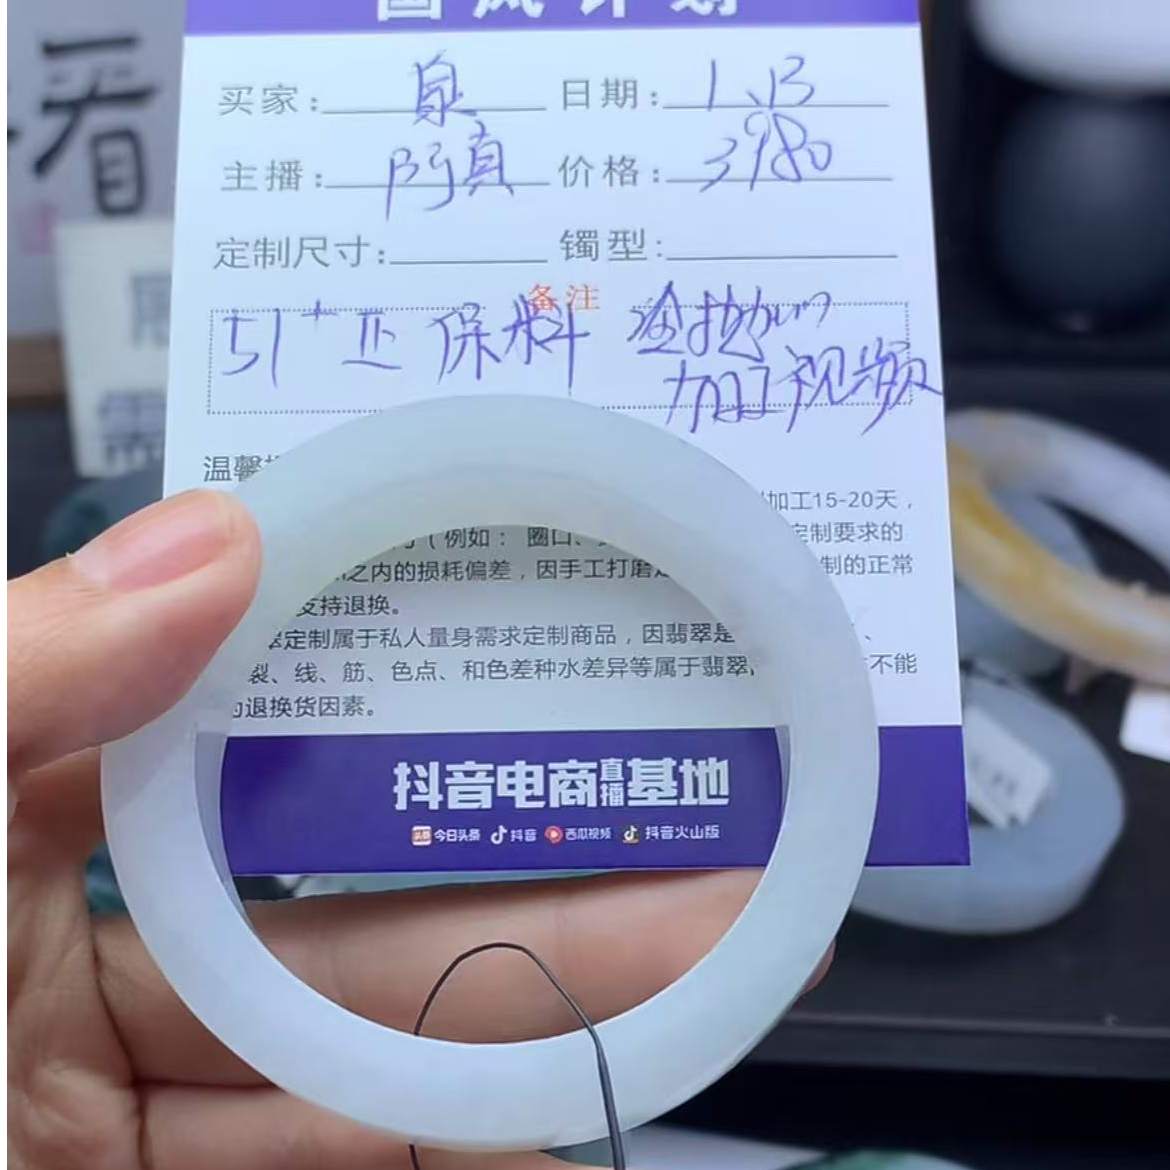 国风计划
看
买家： 泉 日期： 1、13
主播： 阿真 价格： 3980
定制尺寸： 镯型：
备注
51+正 保料
加工视频
温馨
加工15-20天，
（例如： 圈口、 定制要求的
之内的损耗偏差，因手工打磨 制的正常
支持退换。
定制属于私人量身需求定制商品，因翡翠是 、
裂、线、筋、色点、和色差种水差异等属于翡翠 不能
退换货因素。
抖音电商直播基地
头条 今日头条 抖音 西瓜视频 抖音火山版